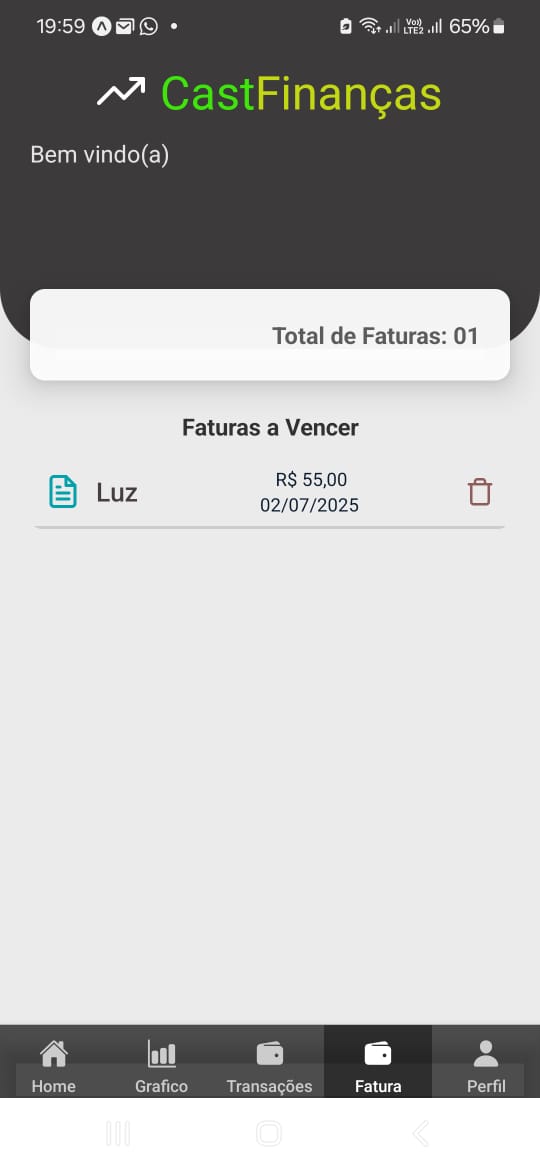 19:59 Vo)) LTE2 65%
CastFinanças
Bem vindo(a)
Total de Faturas: 01
Faturas a Vencer
Luz
R$ 55,00
02/07/2025
Home Grafico Transações Fatura Perfil